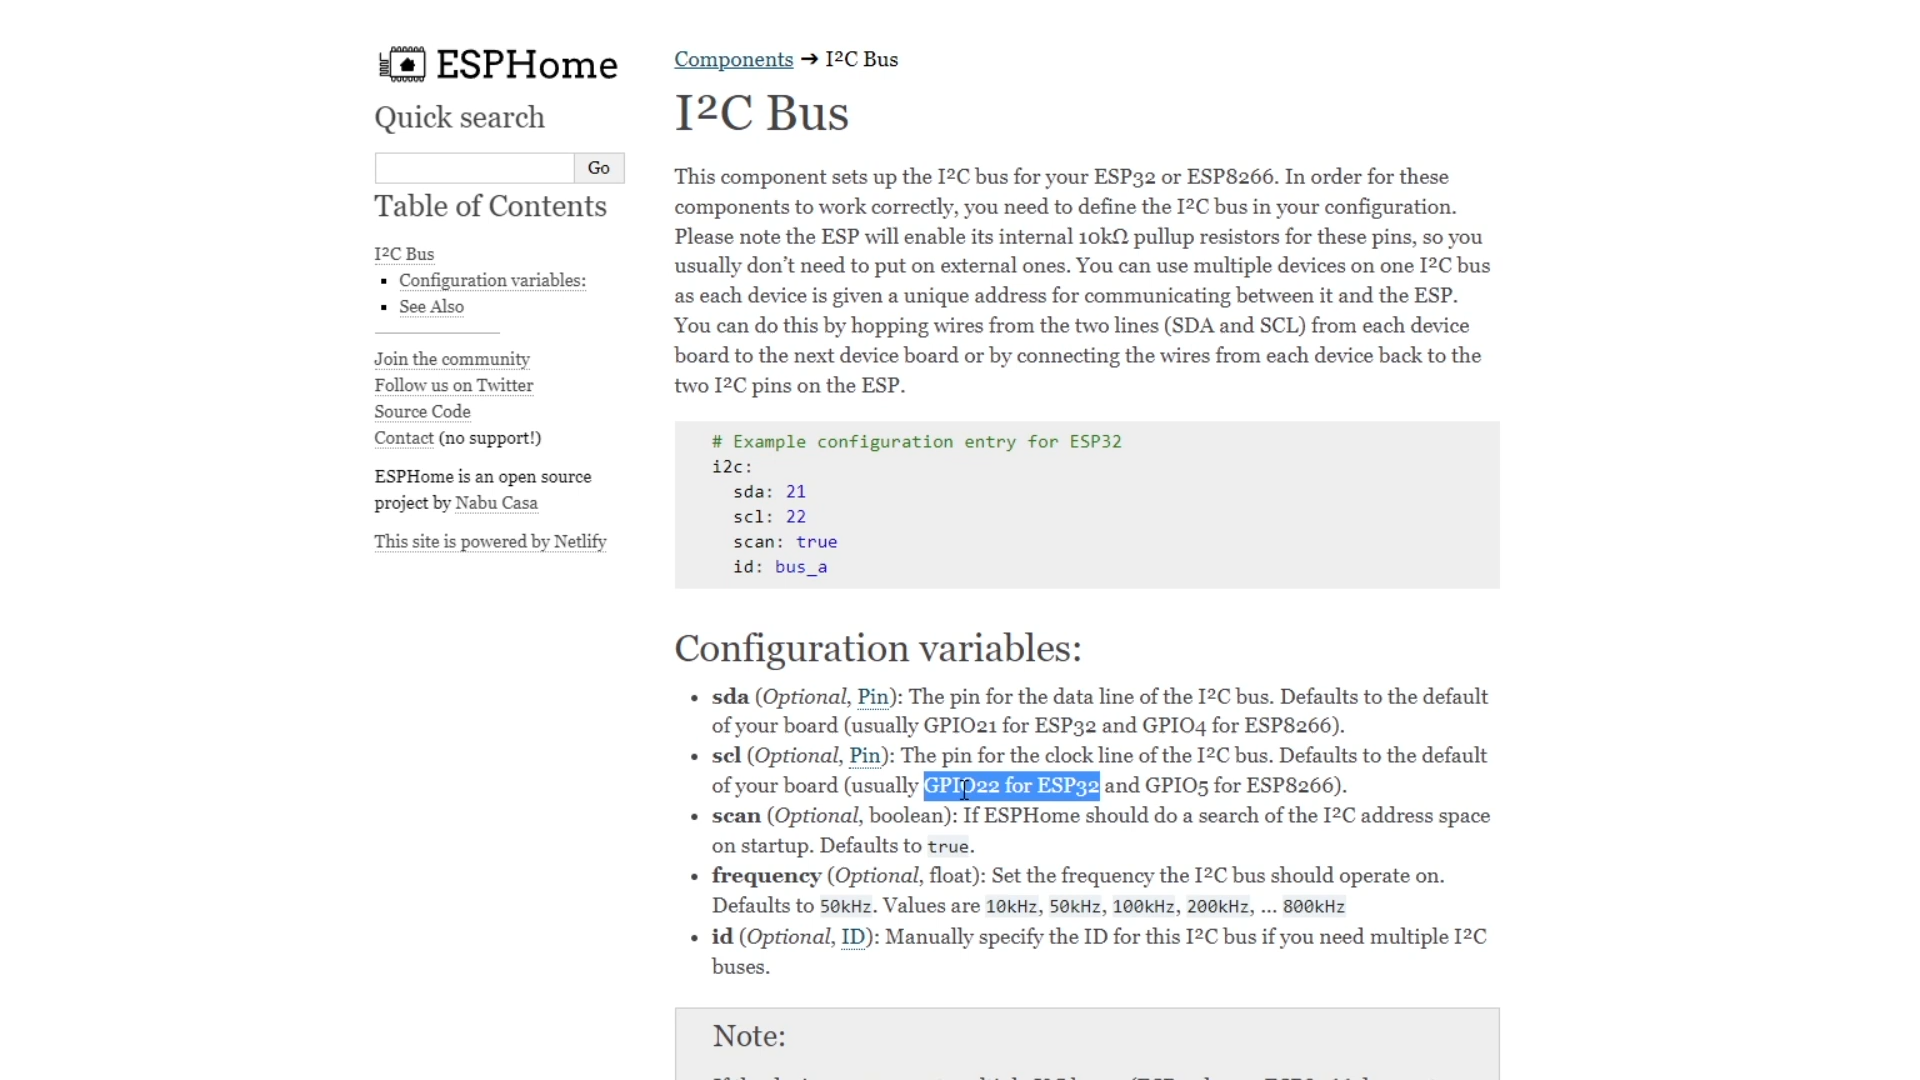 ESPHome
Quick search
Go
Table of Contents
I²C Bus
Configuration variables:
See Also
Join the community
Follow us on Twitter
Source Code
Contact (no support!)
ESPHome is an open source
project by Nabu Casa
This site is powered by Netlify
Components → I²C Bus
I²C Bus
This component sets up the I²C bus for your ESP32 or ESP8266. In order for these
components to work correctly, you need to define the I²C bus in your configuration.
Please note the ESP will enable its internal 10kΩ pullup resistors for these pins, so you
usually don’t need to put on external ones. You can use multiple devices on one I²C bus
as each device is given a unique address for communicating between it and the ESP.
You can do this by hopping wires from the two lines (SDA and SCL) from each device
board to the next device board or by connecting the wires from each device back to the
two I²C pins on the ESP.
# Example configuration entry for ESP32
i2c:
sda: 21
scl: 22
scan: true
id: bus_a
Configuration variables:
• sda (Optional, Pin): The pin for the data line of the I²C bus. Defaults to the default
of your board (usually GPIO21 for ESP32 and GPIO4 for ESP8266).
• scl (Optional, Pin): The pin for the clock line of the I²C bus. Defaults to the default
of your board (usually GPIO22 for ESP32 and GPIO5 for ESP8266).
• scan (Optional, boolean): If ESPHome should do a search of the I²C address space
on startup. Defaults to true.
• frequency (Optional, float): Set the frequency the I²C bus should operate on.
Defaults to 50kHz. Values are 10kHz, 50kHz, 100kHz, 200kHz, … 800kHz
• id (Optional, ID): Manually specify the ID for this I²C bus if you need multiple I²C
buses.
Note: